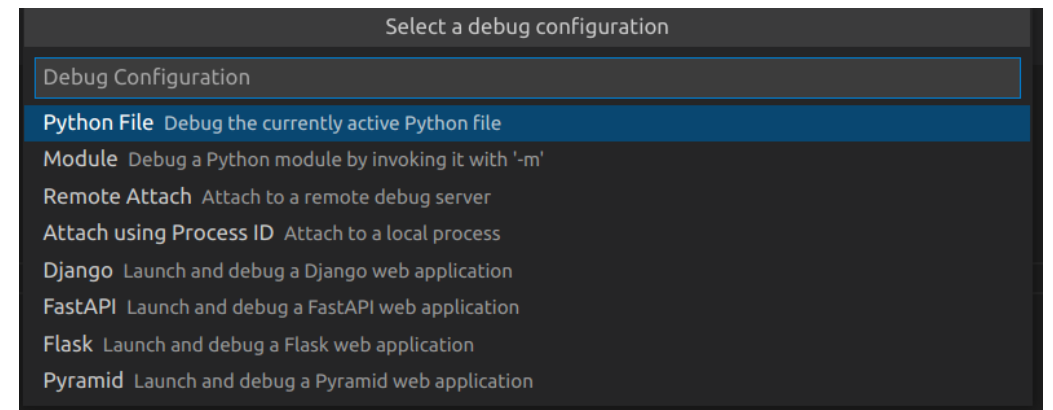 Select a debug configuration
Debug Configuration
Python File Debug the currently active Python file
Module Debug a Python module by invoking it with '-m'
Remote Attach Attach to a remote debug server
Attach using Process ID Attach to a local process
Django Launch and debug a Django web application
FastAPI Launch and debug a FastAPI web application
Flask Launch and debug a Flask web application
Pyramid Launch and debug a Pyramid web application